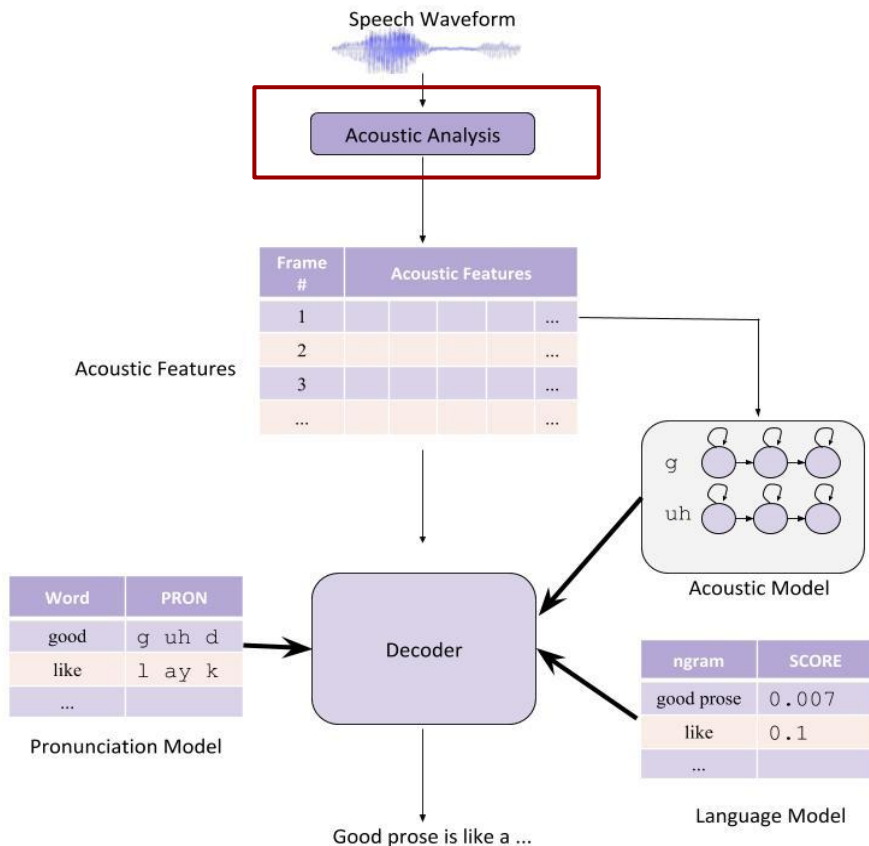 Speech Waveform
Acoustic Analysis
Frame
#
Acoustic Features
1
...
2
...
3
...
...
...
Acoustic Features
g
uh
Acoustic Model
Word PRON
good g uh d
like l ay k
...
Pronunciation Model
Decoder
ngram SCORE
good prose 0.007
like 0.1
...
Language Model
Good prose is like a ...